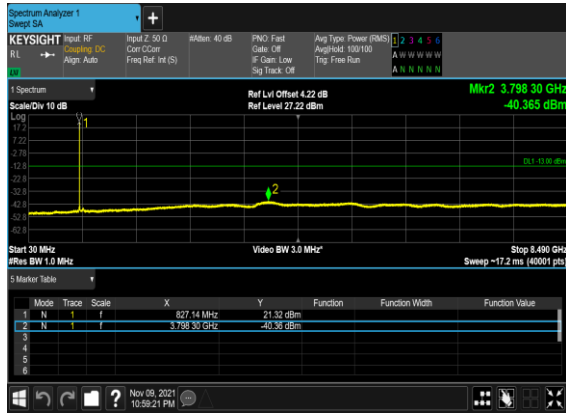 Spectrum Analyzer 1
Swept SA
KEYSIGHT Input: RF
RL Coupling: DC
Align: Auto
LW
Input Z: 50 Ω
Corr CCorr
Freq Ref: Int (S)
#Atten: 40 dB
PNO: Fast
Gate: Off
IF Gain: Low
Sig Track: Off
Avg Type: Power (RMS)
Avg|Hold: 100/100
Trig: Free Run
1 2 3 4 5 6
A W W W W W
A N N N N N
1 Spectrum
Scale/Div 10 dB
Ref Lvl Offset 4.22 dB
Ref Level 27.22 dBm
Mkr2 3.798 30 GHz
-40.365 dBm
Log
17.2
7.22
-2.78
-12.8
-22.8
-32.8
-42.8
-52.8
-62.8
1
2
DL1 -13.00 dBm
Start 30 MHz
#Res BW 1.0 MHz
Video BW 3.0 MHz*
Stop 8.490 GHz
Sweep ~17.2 ms (40001 pts)
5 Marker Table
Mode Trace Scale X Y Function Function Width Function Value
1 N 1 f 827.14 MHz 21.32 dBm
2 N 1 f 3.798 30 GHz -40.36 dBm
3
4
5
6
?
Nov 09, 2021
10:59:21 PM